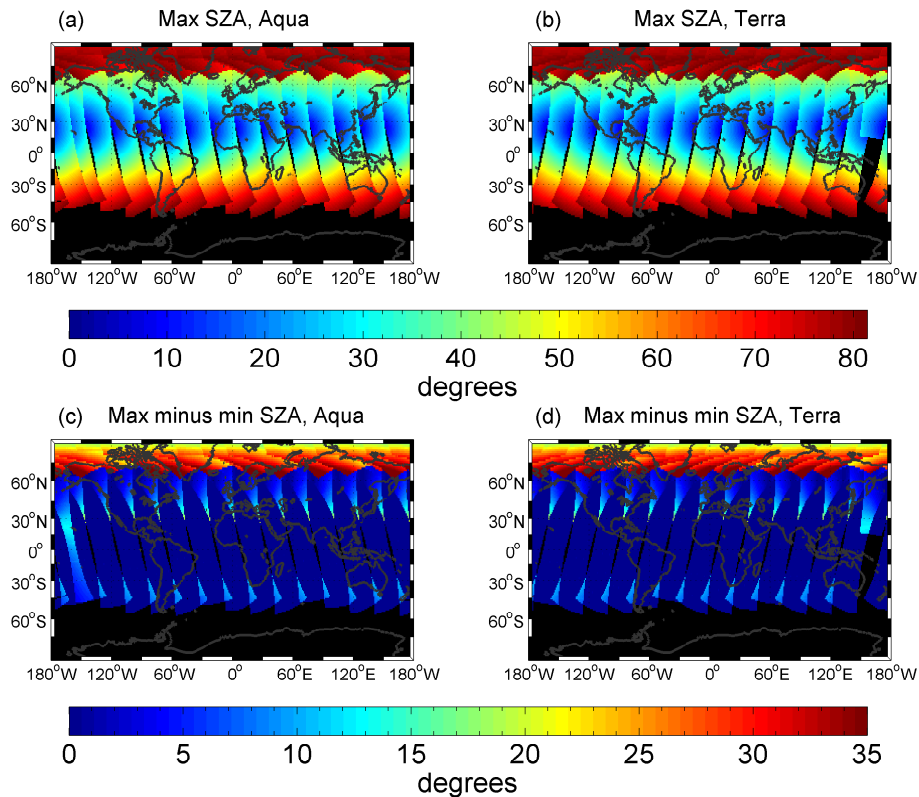 (a) Max SZA, Aqua
(b) Max SZA, Terra
60°N
30°N
0°
30°S
60°S
180°W 120°W 60°W 0° 60°E 120°E 180°W
60°N
30°N
0°
30°S
60°S
180°W 120°W 60°W 0° 60°E 120°E 180°W
0 10 20 30 40 50 60 70 80
degrees
(c) Max minus min SZA, Aqua
(d) Max minus min SZA, Terra
60°N
30°N
0°
30°S
60°S
180°W 120°W 60°W 0° 60°E 120°E 180°W
60°N
30°N
0°
30°S
60°S
180°W 120°W 60°W 0° 60°E 120°E 180°W
0 5 10 15 20 25 30 35
degrees